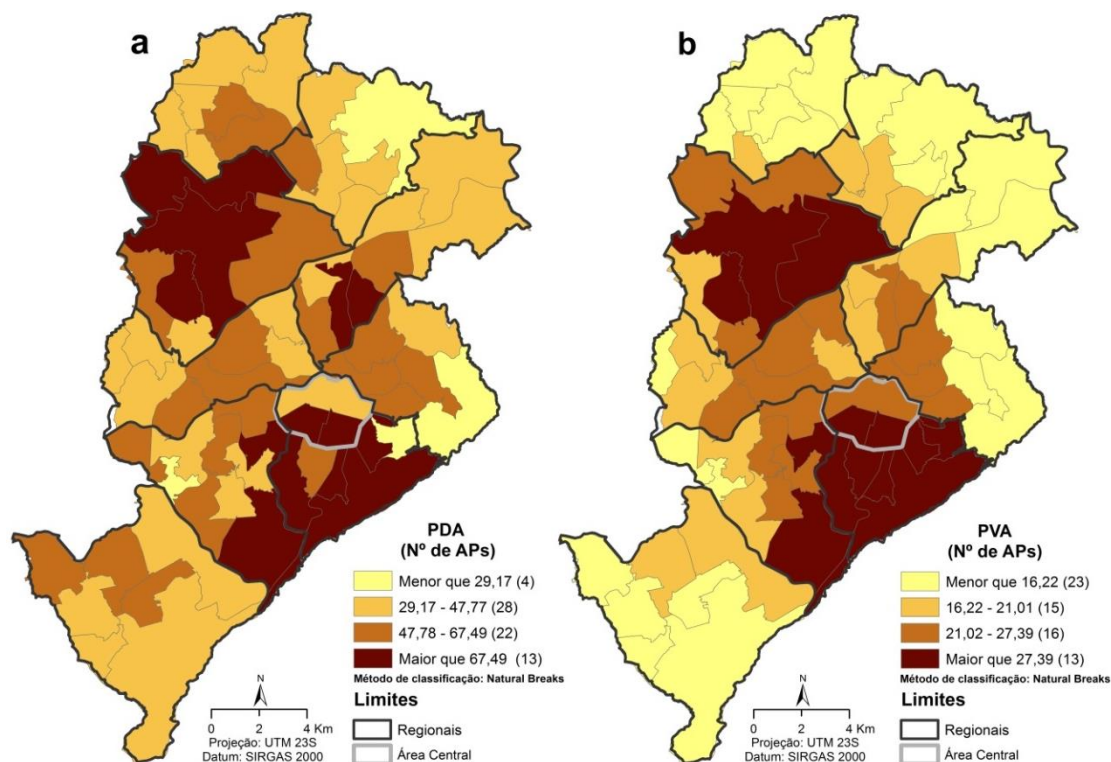 a
PDA
(Nº de APs)
Menor que 29,17 (4)
29,17 - 47,77 (28)
47,78 - 67,49 (22)
Maior que 67,49 (13)
Método de classificação: Natural Breaks
Limites
Regionais
Área Central
N
0 2 4 Km
Projeção: UTM 23S
Datum: SIRGAS 2000
b
PVA
(Nº de APs)
Menor que 16,22 (23)
16,22 - 21,01 (15)
21,02 - 27,39 (16)
Maior que 27,39 (13)
Método de classificação: Natural Breaks
Limites
Regionais
Área Central
N
0 2 4 Km
Projeção: UTM 23S
Datum: SIRGAS 2000